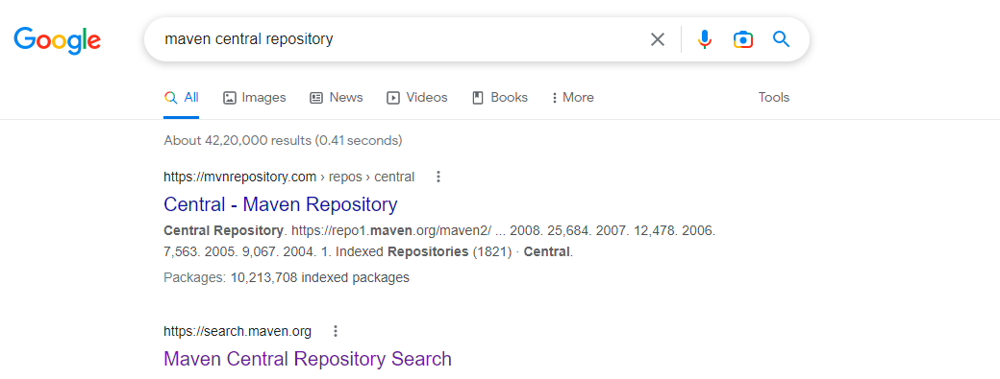 Google
maven central repository
All Images News Videos Books More Tools
About 42,20,000 results (0.41 seconds)
https://mvnrepository.com › repos › central
Central - Maven Repository
Central Repository. https://repo1.maven.org/maven2/ ... 2008. 25,684. 2007. 12,478. 2006.
7,563. 2005. 9,067. 2004. 1. Indexed Repositories (1821) · Central.
Packages: 10,213,708 indexed packages
https://search.maven.org
Maven Central Repository Search